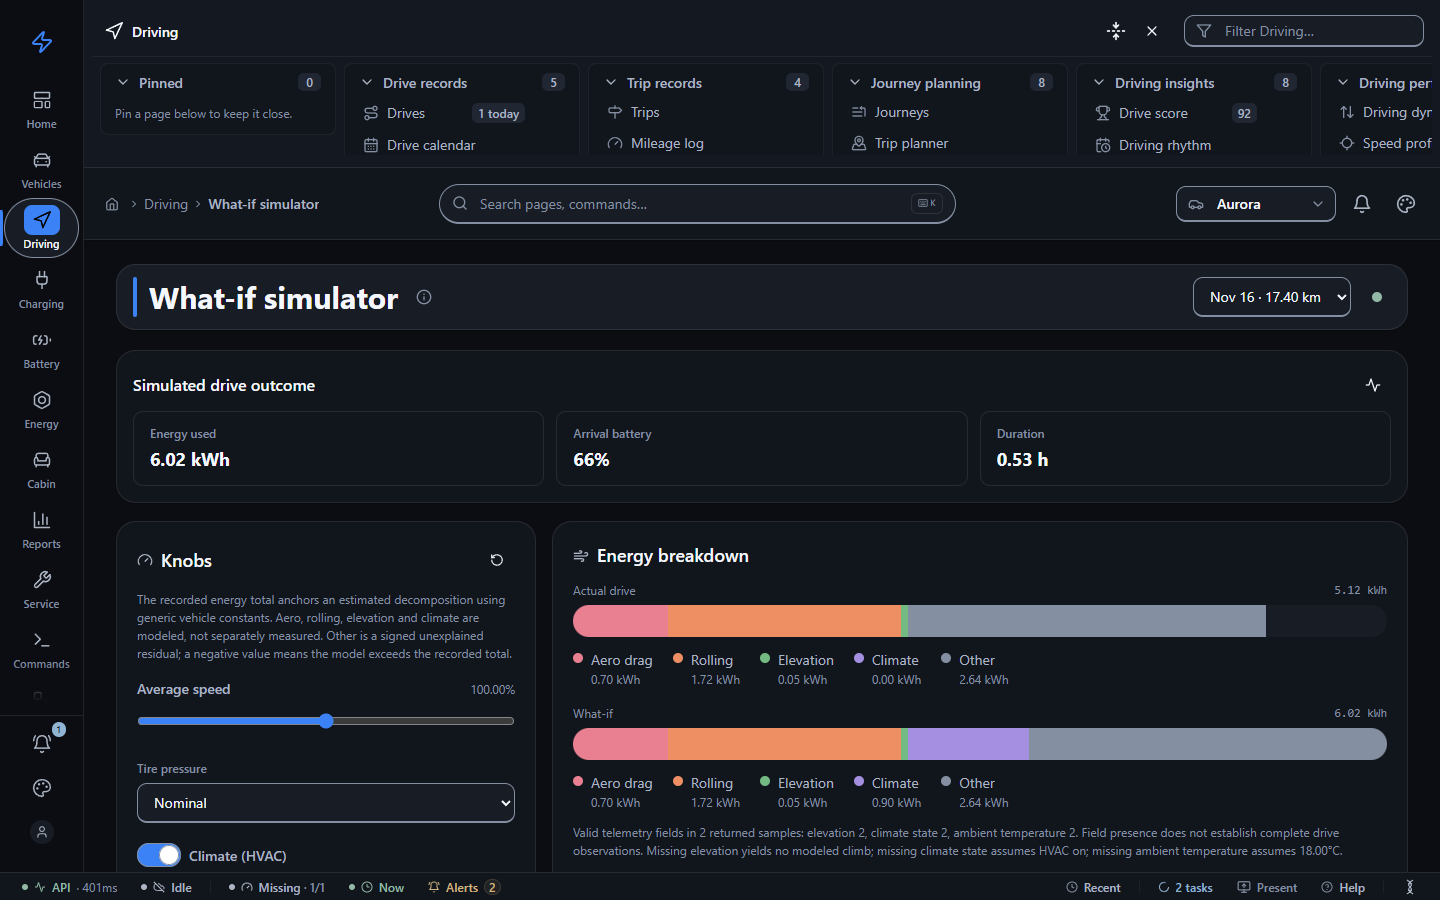 Driving
Filter Driving...
Pinned 0
Pin a page below to keep it close.
Drive records 5
Drives 1 today
Drive calendar
Trip records 4
Trips
Mileage log
Journey planning 8
Journeys
Trip planner
Driving insights 8
Drive score 92
Driving rhythm
Driving per
Driving dyn
Speed prof
Home
Vehicles
Driving
Charging
Battery
Energy
Cabin
Reports
Service
Commands
1
Driving
What-if simulator
Search pages, commands...
K
Aurora
What-if simulator
Nov 16 · 17.40 km
Simulated drive outcome
Energy used
6.02 kWh
Arrival battery
66%
Duration
0.53 h
Knobs
The recorded energy total anchors an estimated decomposition using
generic vehicle constants. Aero, rolling, elevation and climate are
modeled, not separately measured. Other is a signed unexplained
residual; a negative value means the model exceeds the recorded total.
Average speed 100.00%
Tire pressure
Nominal
Climate (HVAC)
Energy breakdown
Actual drive 5.12 kWh
Aero drag Rolling Elevation Climate Other
0.70 kWh 1.72 kWh 0.05 kWh 0.00 kWh 2.64 kWh
What-if 6.02 kWh
Aero drag Rolling Elevation Climate Other
0.70 kWh 1.72 kWh 0.05 kWh 0.90 kWh 2.64 kWh
Valid telemetry fields in 2 returned samples: elevation 2, climate state 2, ambient temperature 2. Field presence does not establish complete drive
observations. Missing elevation yields no modeled climb; missing climate state assumes HVAC on; missing ambient temperature assumes 18.00°C.
API · 401ms Idle Missing · 1/1 Now Alerts 2 Recent 2 tasks Present Help